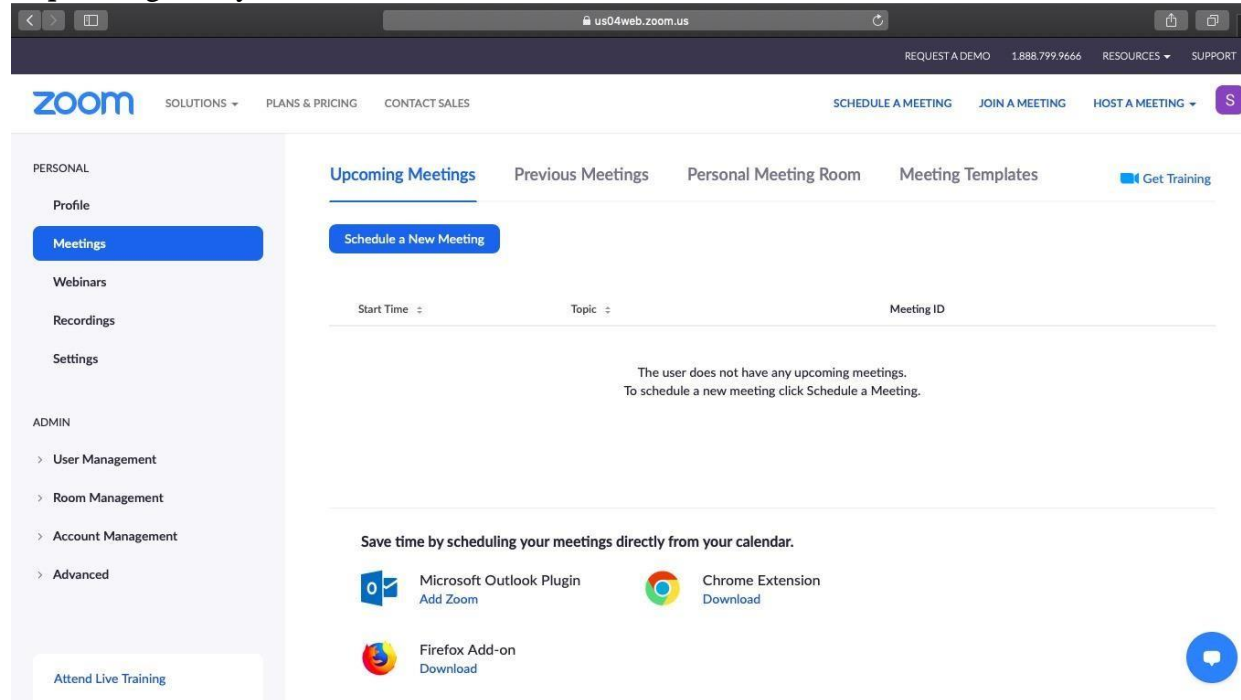 us04web.zoom.us
REQUEST A DEMO 1.888.799.9666 RESOURCES SUPPORT
zoom SOLUTIONS PLANS & PRICING CONTACT SALES SCHEDULE A MEETING JOIN A MEETING HOST A MEETING S
PERSONAL
Profile
Meetings
Webinars
Recordings
Settings
ADMIN
User Management
Room Management
Account Management
Advanced
Attend Live Training
Upcoming Meetings Previous Meetings Personal Meeting Room Meeting Templates Get Training
Schedule a New Meeting
Start Time Topic Meeting ID
The user does not have any upcoming meetings.
To schedule a new meeting click Schedule a Meeting.
Save time by scheduling your meetings directly from your calendar.
Microsoft Outlook Plugin
Add Zoom
Chrome Extension
Download
Firefox Add-on
Download